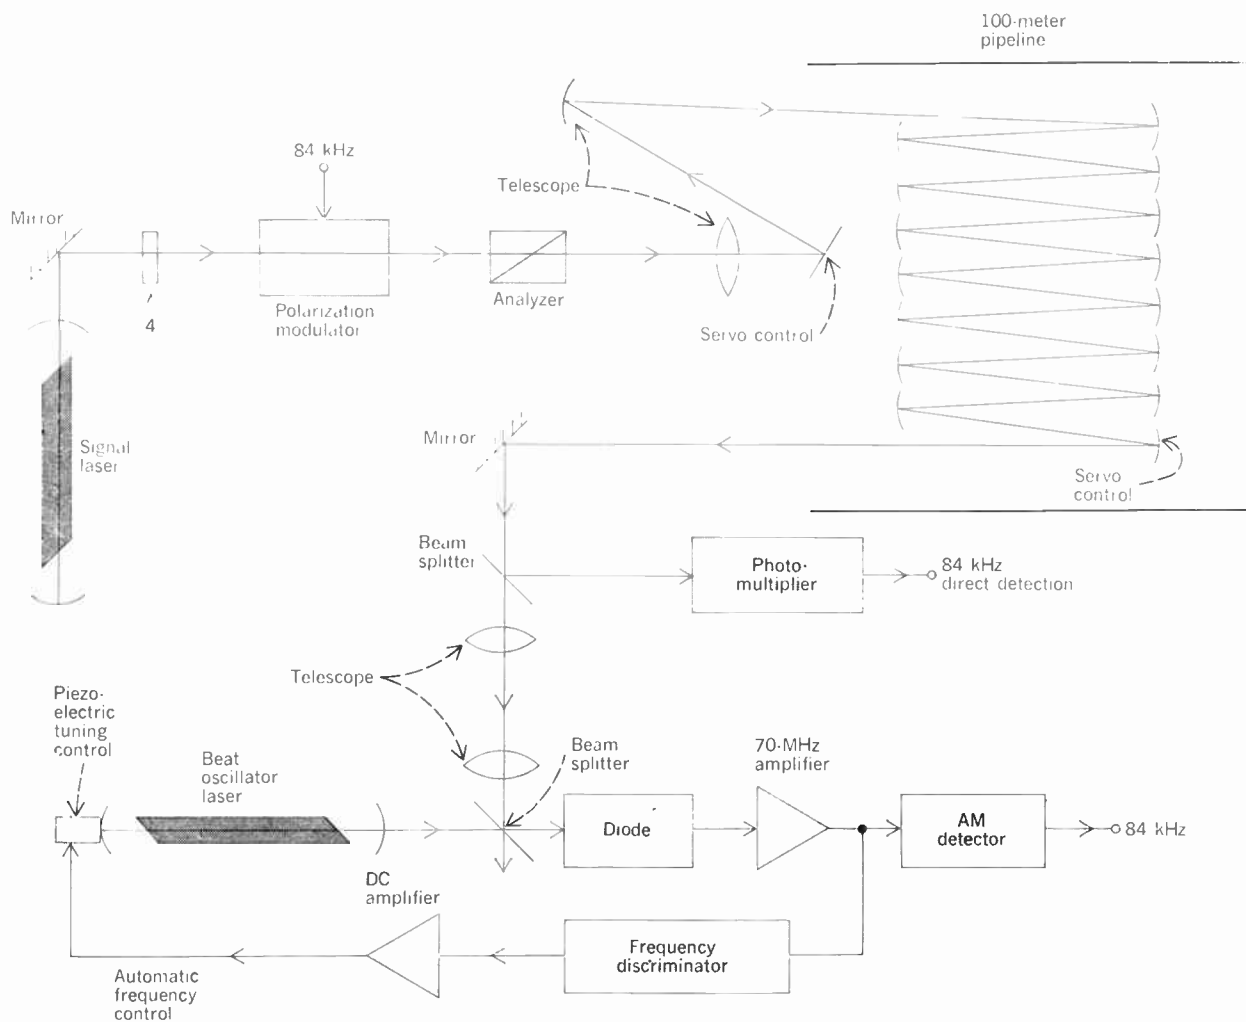 100-meter
pipeline
84 kHz
Telescope
Mirror
Analyzer
Polarization
modulator
4
Servo control
Signal
laser
Mirror
Servo
control
Beam
splitter
Photo-
multiplier
84 kHz
direct detection
Telescope
Piezo-
electric
tuning
control
Beat
oscillator
laser
Beam
splitter
70-MHz
amplifier
Diode
AM
detector
84 kHz
DC
amplifier
Frequency
discriminator
Automatic
frequency
control